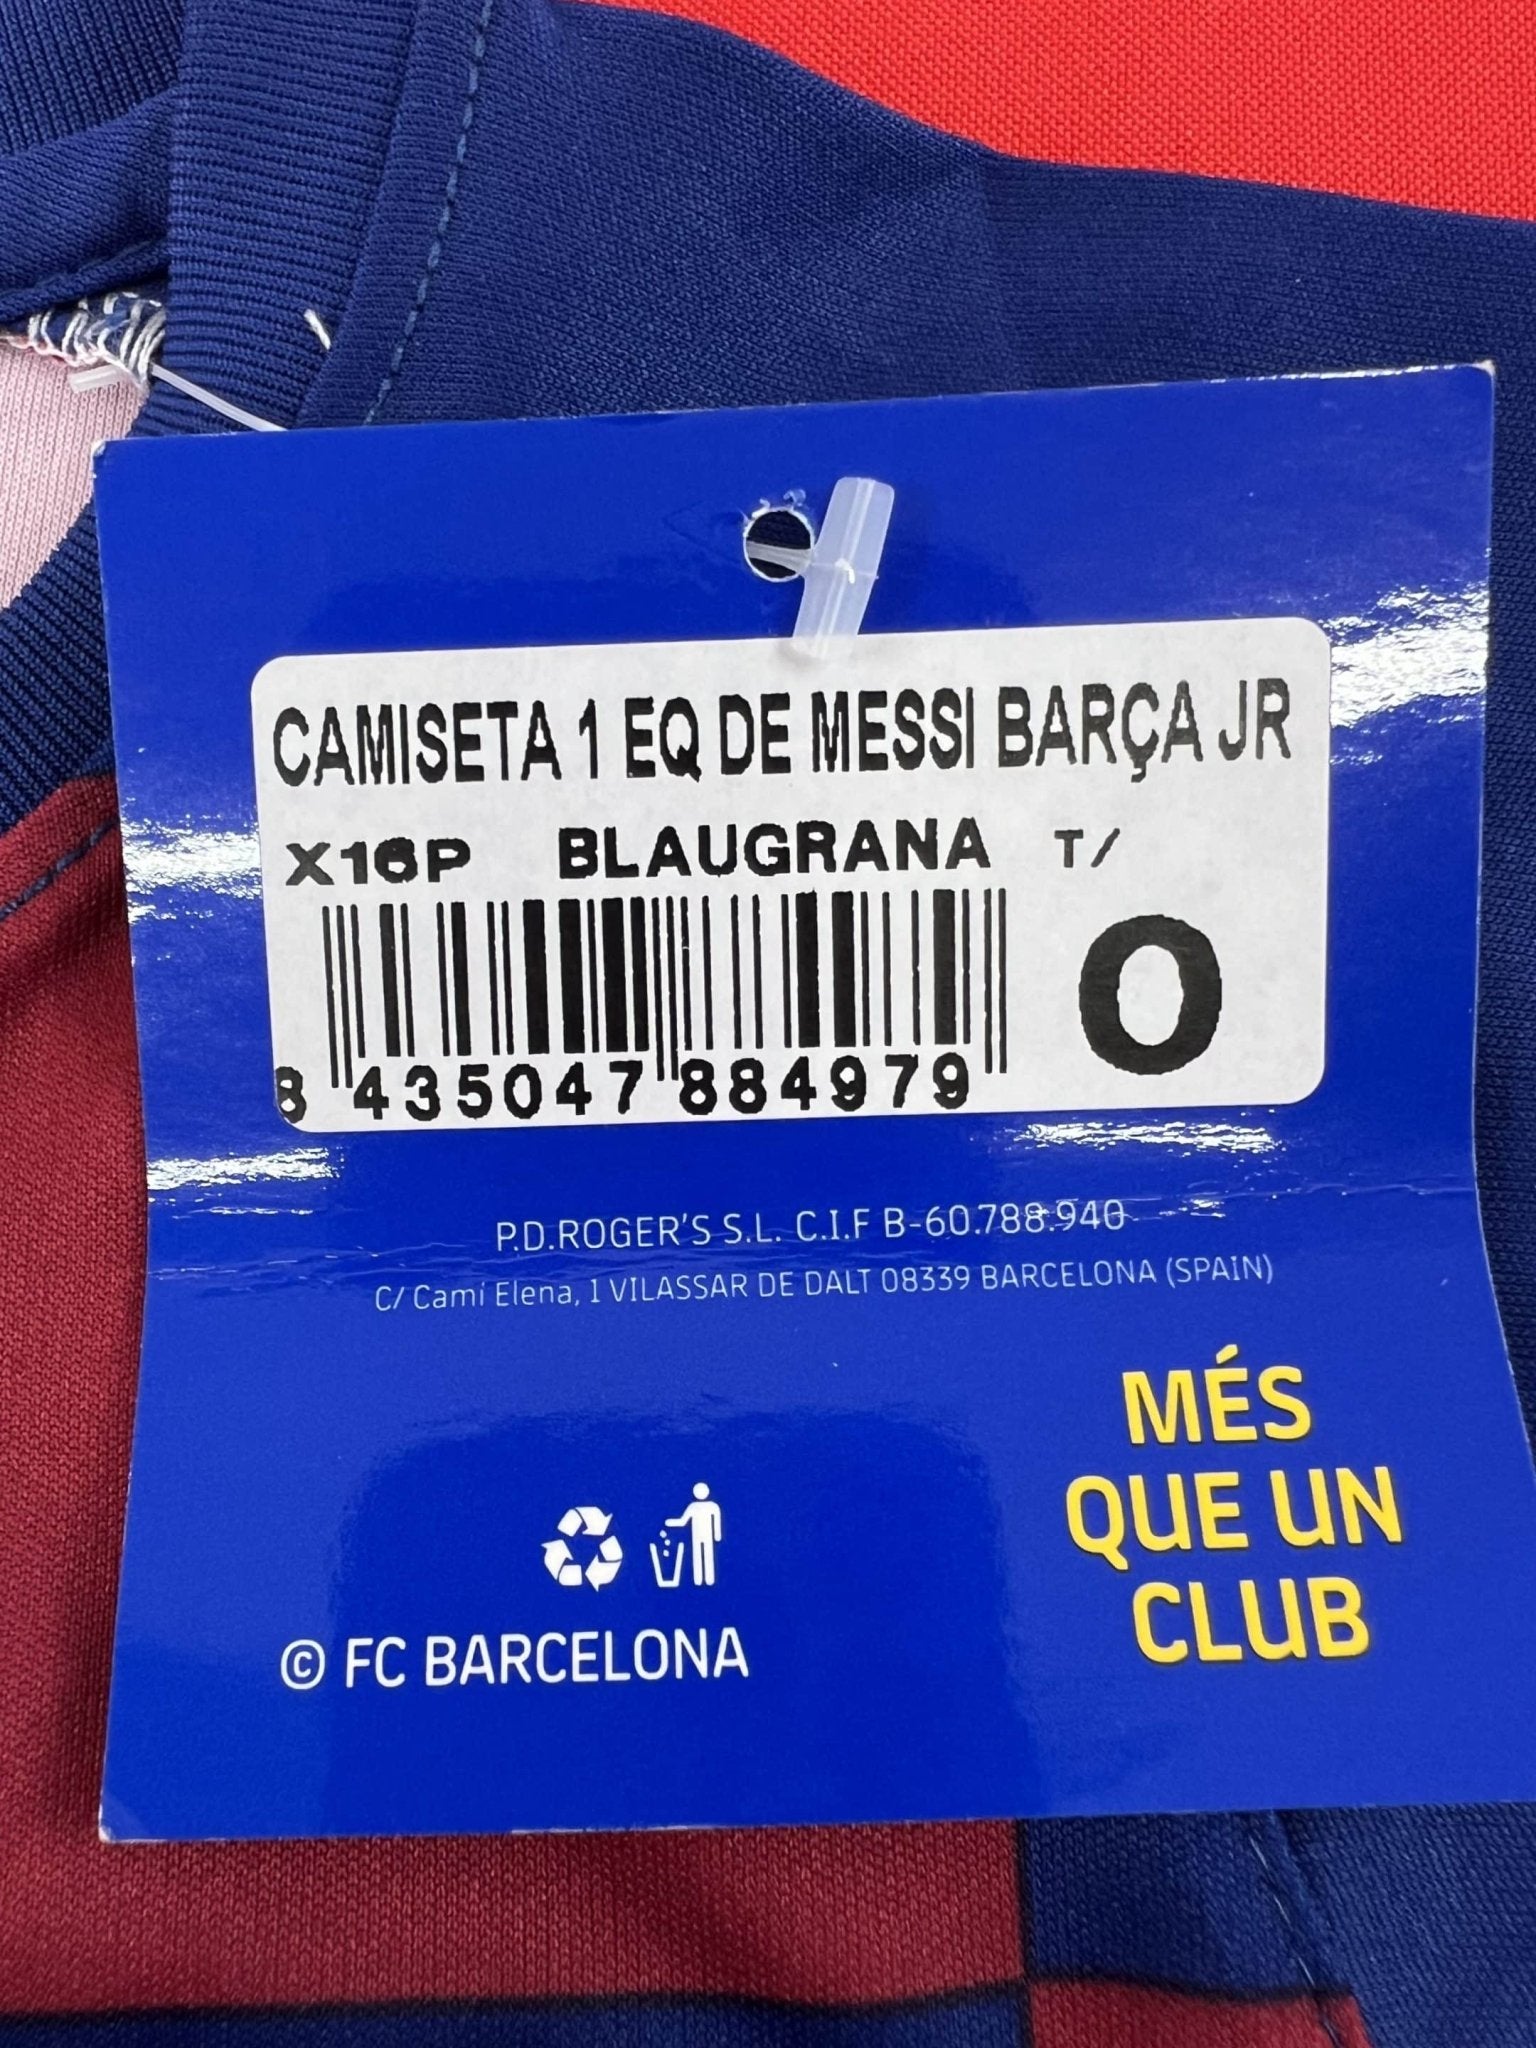 CAMISETA 1 EQ DE MESSI BARÇA JR
X16P BLAUGRANA T/
0
8 435047 884979
P.D.ROGER'S S.L. C.I.F B-60.788.940
C/ Camí Elena, 1 VILASSAR DE DALT 08339 BARCELONA (SPAIN)
MÉS
QUE UN
CLUB
© FC BARCELONA